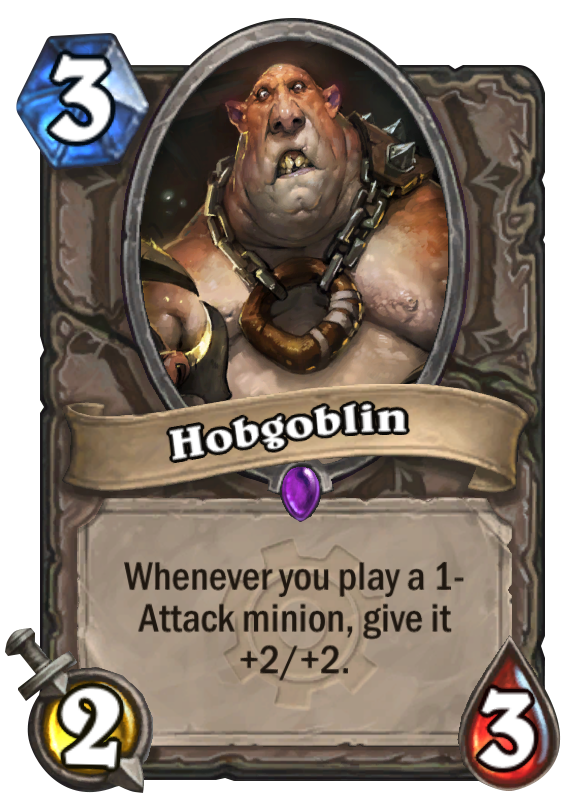 3
Hobgoblin
Whenever you play a 1-
Attack minion, give it
+2/+2.
2
3